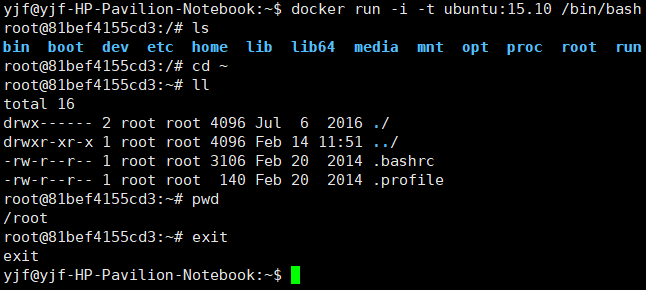 yjf@yjf-HP-Pavilion-Notebook:~$ docker run -i -t ubuntu:15.10 /bin/bash
root@81bef4155cd3:/# ls
bin  boot  dev  etc  home  lib  lib64  media  mnt  opt  proc  root  run
root@81bef4155cd3:/# cd ~
root@81bef4155cd3:~# ll
total 16
drwx------ 2 root root 4096 Jul  6  2016 ./
drwxr-xr-x 1 root root 4096 Feb 14 11:51 ../
-rw-r--r-- 1 root root 3106 Feb 20  2014 .bashrc
-rw-r--r-- 1 root root  140 Feb 20  2014 .profile
root@81bef4155cd3:~# pwd
/root
root@81bef4155cd3:~# exit
exit
yjf@yjf-HP-Pavilion-Notebook:~$